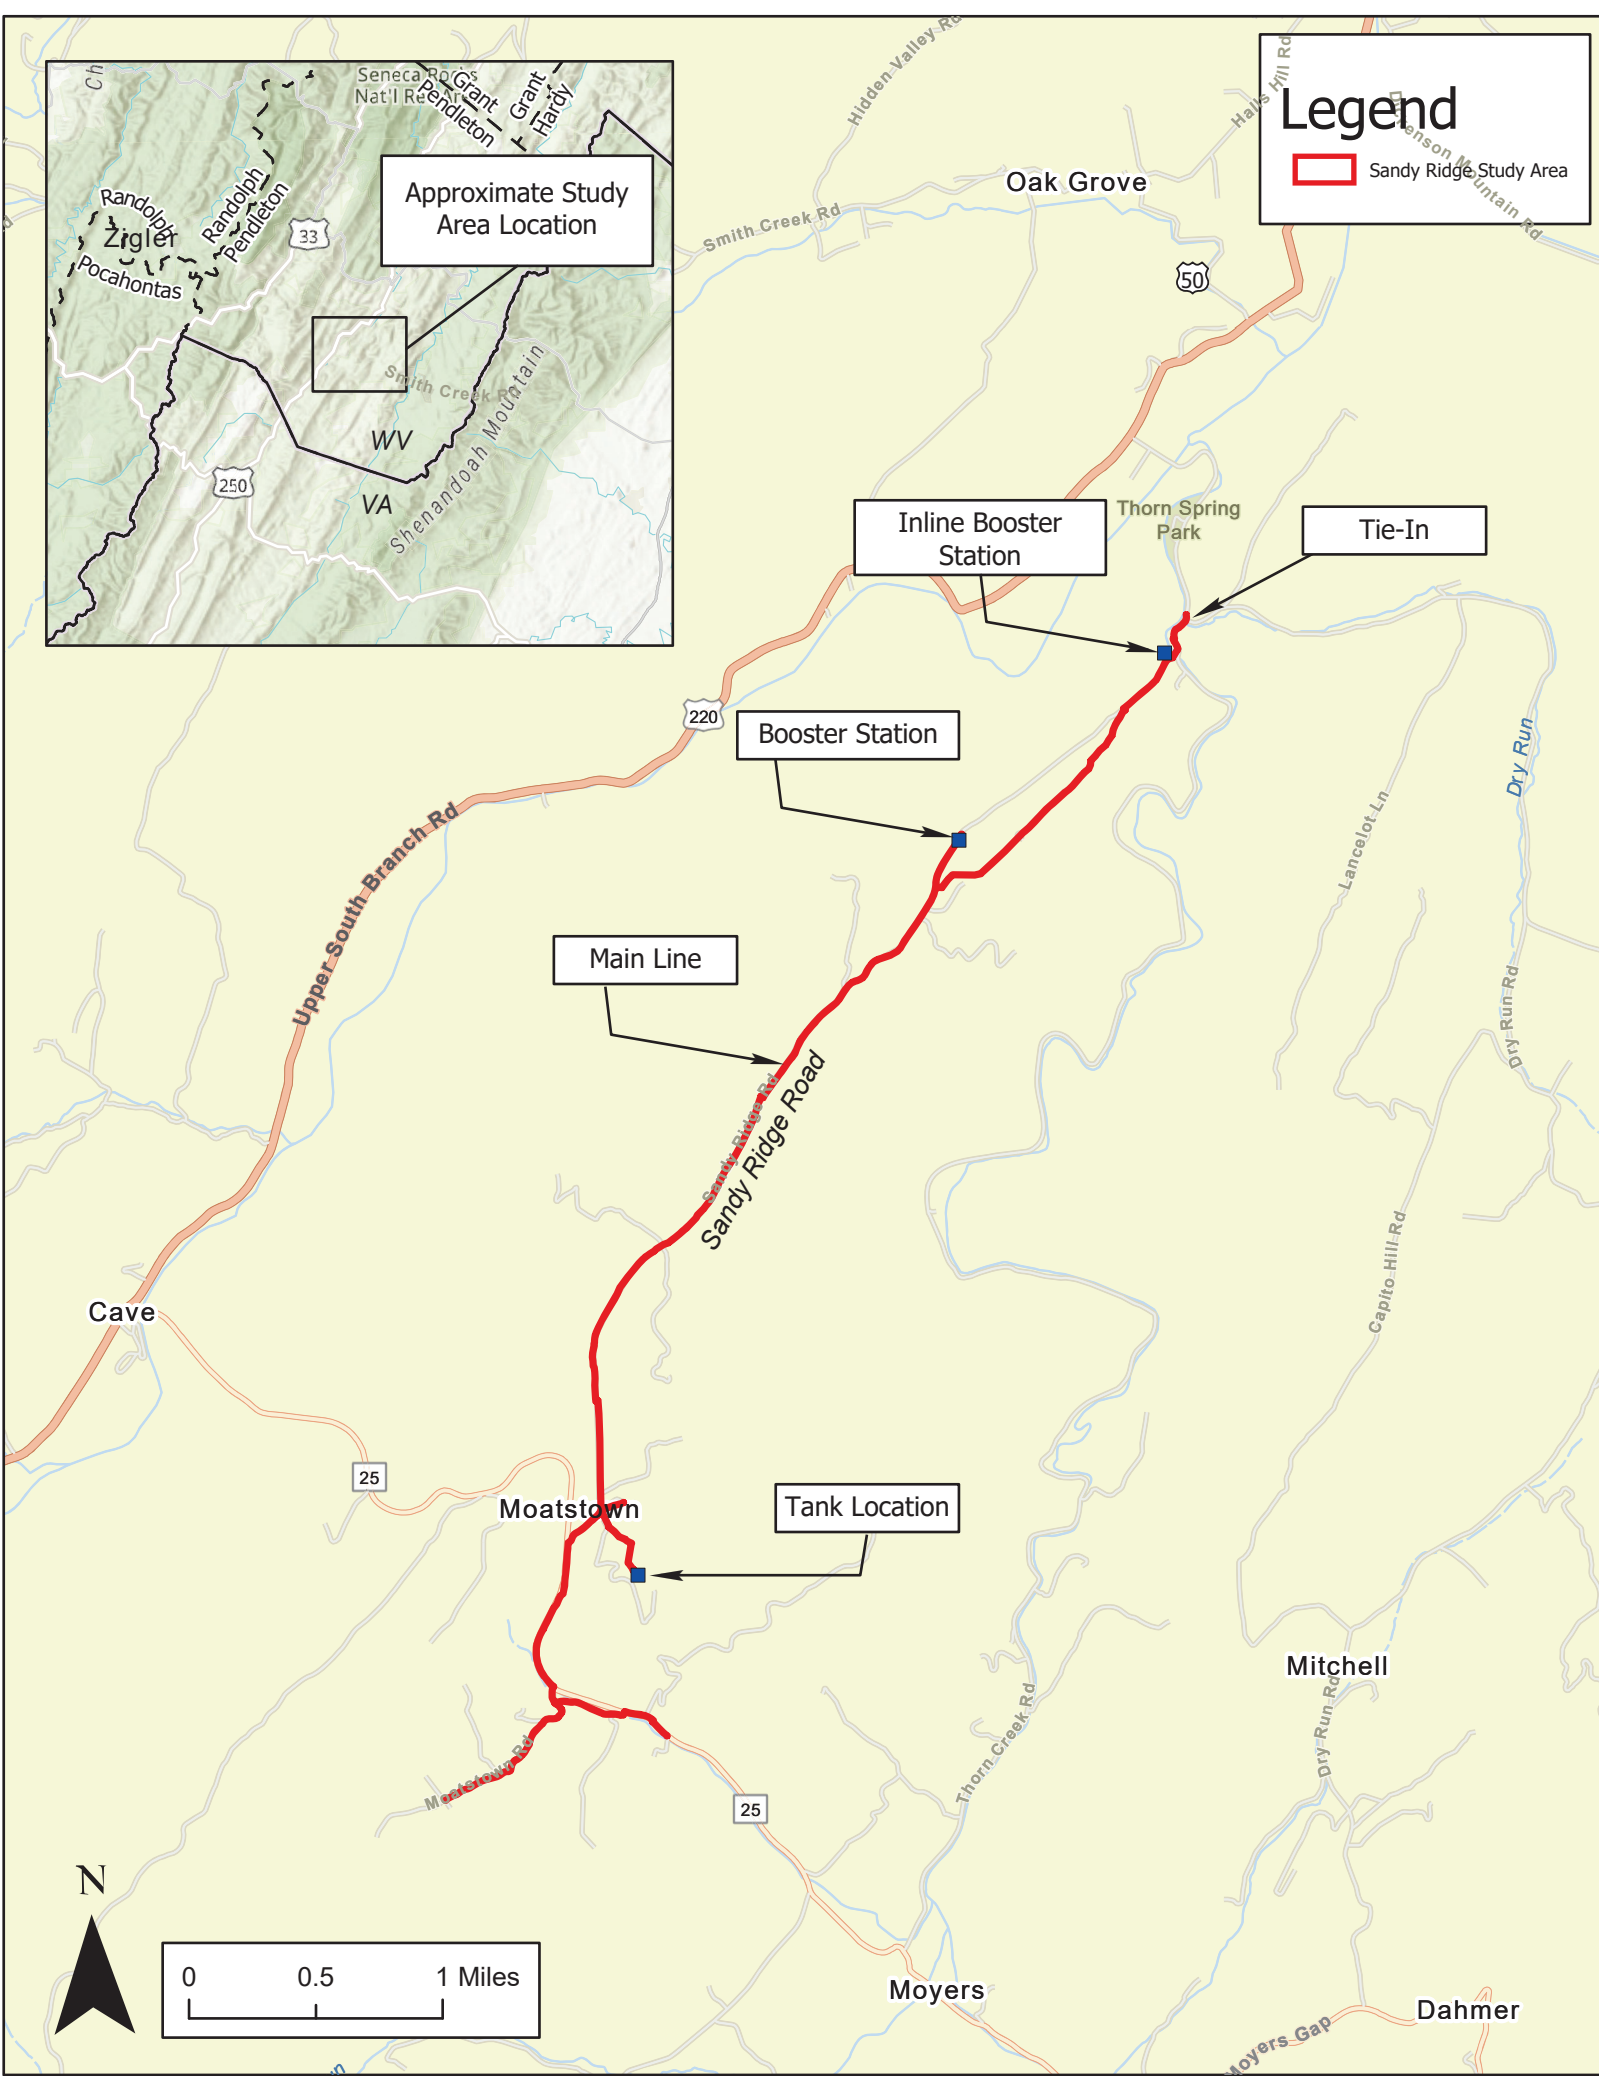 Seneca Rocks
Nat'l Rec Ar
Ch
Grant
Pendleton
Grant
Hardy
Randolph
Randolph
Pendleton
Zigler
Pocahontas
33
Approximate Study
Area Location
Smith Creek Rd
WV
VA
250
Shenandoah Mountain
Hidden Valley Rd
Halls Hill Rd
Legend
Sandy Ridge Study Area
Mountain Rd
Oak Grove
Smith Creek Rd
50
Thorn Spring
Park
Inline Booster
Station
Tie-In
220
Booster Station
Upper South Branch Rd
Dry Run
Lancelot Ln
Main Line
Dry Run Rd
Sandy Ridge Rd
Sandy Ridge Road
Capito Hill Rd
Cave
25
Moatstown
Tank Location
Mitchell
Dry Run Rd
Thorn Creek Rd
Moatstown Rd
25
N
0 0.5 1 Miles
Moyers
Dahmer
Moyers Gap